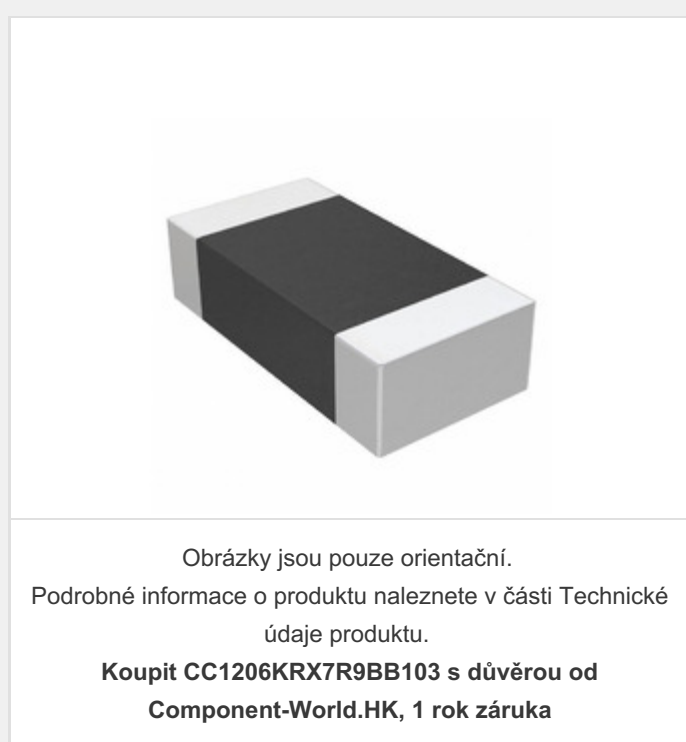 Obrázky jsou pouze orientační.
Podrobné informace o produktu naleznete v části Technické
údaje produktu.
Koupit CC1206KRX7R9BB103 s důvěrou od
Component-World.HK, 1 rok záruka